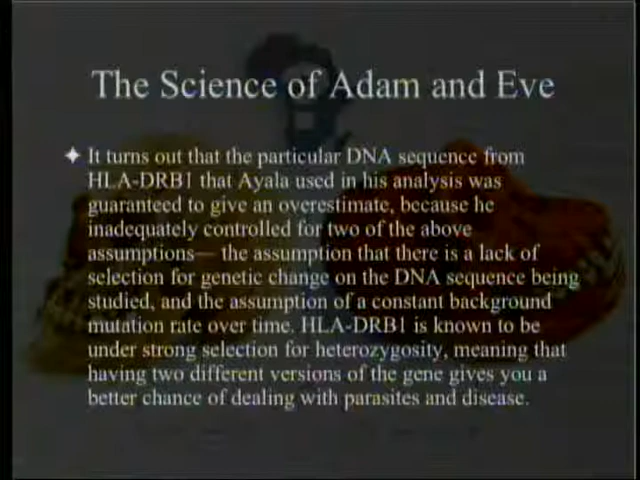 The Science of Adam and Eve
It turns out that the particular DNA sequence from
HLA-DRB1 that Ayala used in his analysis was
guaranteed to give an overestimate, because he
inadequately controlled for two of the above
assumptions— the assumption that there is a lack of
selection for genetic change on the DNA sequence being
studied, and the assumption of a constant background
mutation rate over time. HLA-DRB1 is known to be
under strong selection for heterozygosity, meaning that
having two different versions of the gene gives you a
better chance of dealing with parasites and disease.